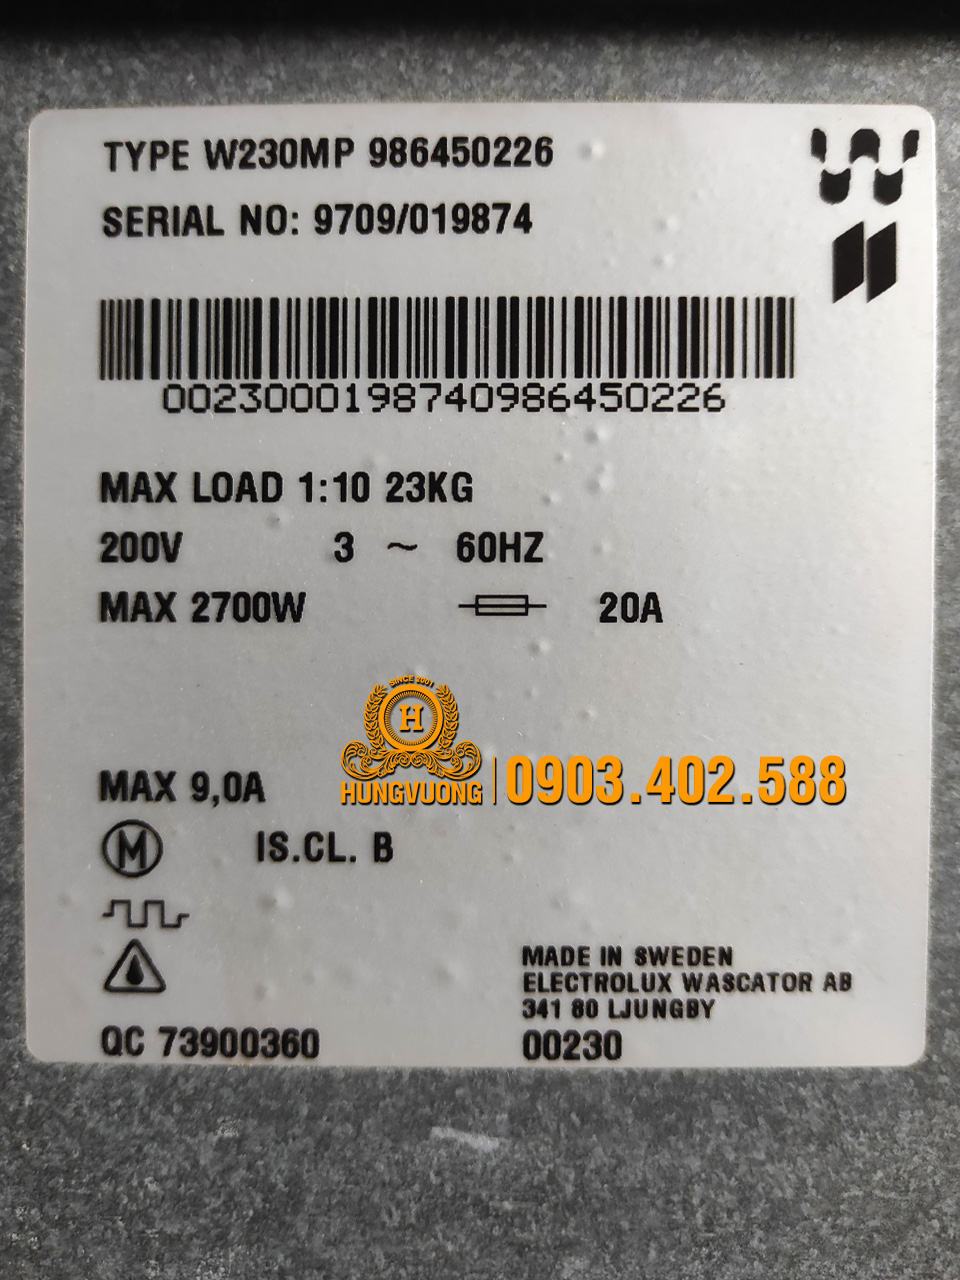 TYPE W230MP 986450226
SERIAL NO: 9709/019874
0023000198740986450226
MAX LOAD 1:10 23KG
200V 3 ~ 60HZ
MAX 2700W 20A
SINCE 2001
H
HUNGVUONG | 0903.402.588
MAX 9,0A
M IS.CL. B
MADE IN SWEDEN
ELECTROLUX WASCATOR AB
341 80 LJUNGBY
QC 73900360 00230